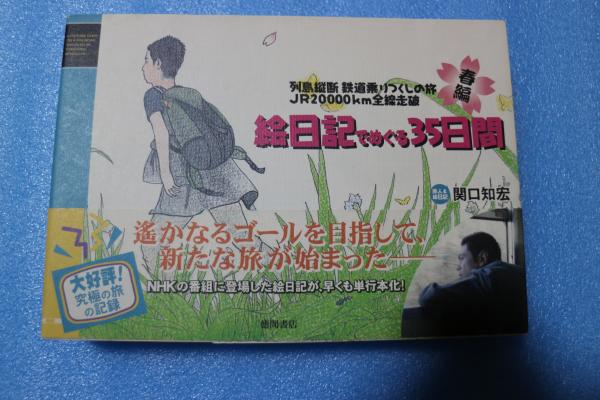 列島縦断 鉄道乗りつくしの旅
JR20000km全線走破
春編
絵日記でめぐる35日間
旅人&
絵日記
関口知宏
遙かなるゴールを目指して、
新たな旅が始まった——
NHKの番組に登場した絵日記が、早くも単行本化!
大好評!
究極の旅
の記録
徳間書店